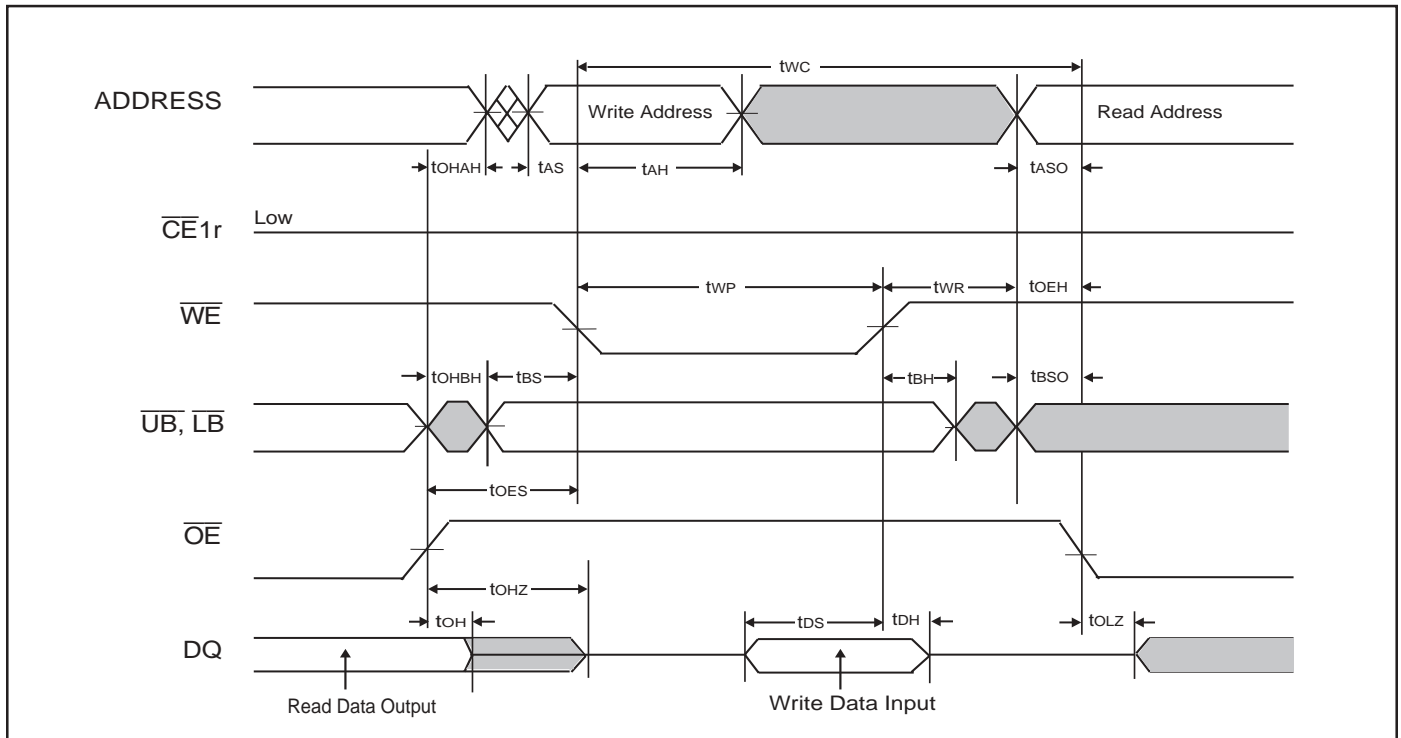 tWC
ADDRESS
Write Address
Read Address
tOHAH
tAS
tAH
tASO
CE1r
Low
tWP
tWR
tOEH
WE
tOHBH
tBS
tBH
tBSO
UB, LB
tOES
OE
tOHZ
tOH
tDS
tDH
tOLZ
DQ
Read Data Output
Write Data Input